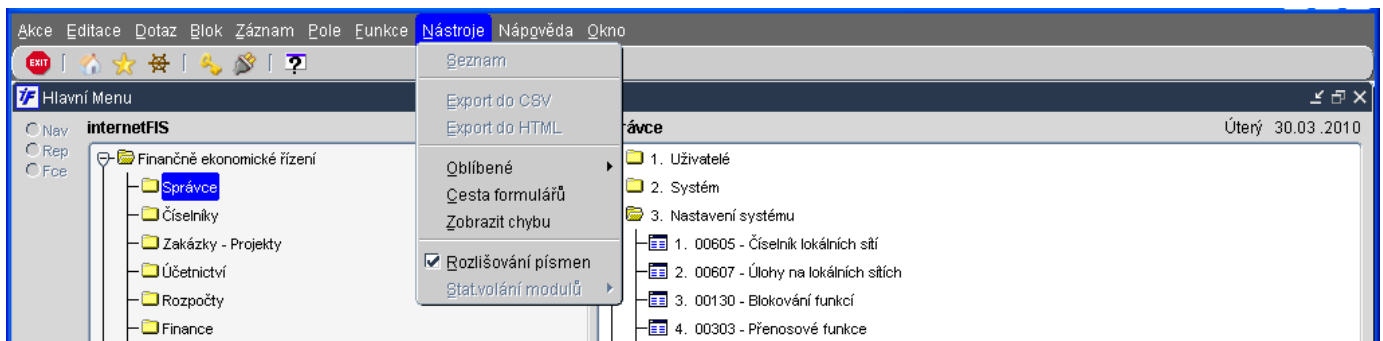 Akce Editace Dotaz Blok Záznam Pole Funkce Nástroje Nápověda Okno
EXIT
Hlavní Menu
Nav
Rep
Fce
internetFIS
Finančně ekonomické řízení
Správce
Číselníky
Zakázky - Projekty
Účetnictví
Rozpočty
Finance
Seznam
Export do CSV
Export do HTML
Oblíbené
Cesta formulářů
Zobrazit chybu
Rozlišování písmen
Stat.volání modulů
rávce
Úterý 30.03 .2010
1. Uživatelé
2. Systém
3. Nastavení systému
1. 00605 - Číselník lokálních sítí
2. 00607 - Úlohy na lokálních sítích
3. 00130 - Blokování funkcí
4. 00303 - Přenosové funkce